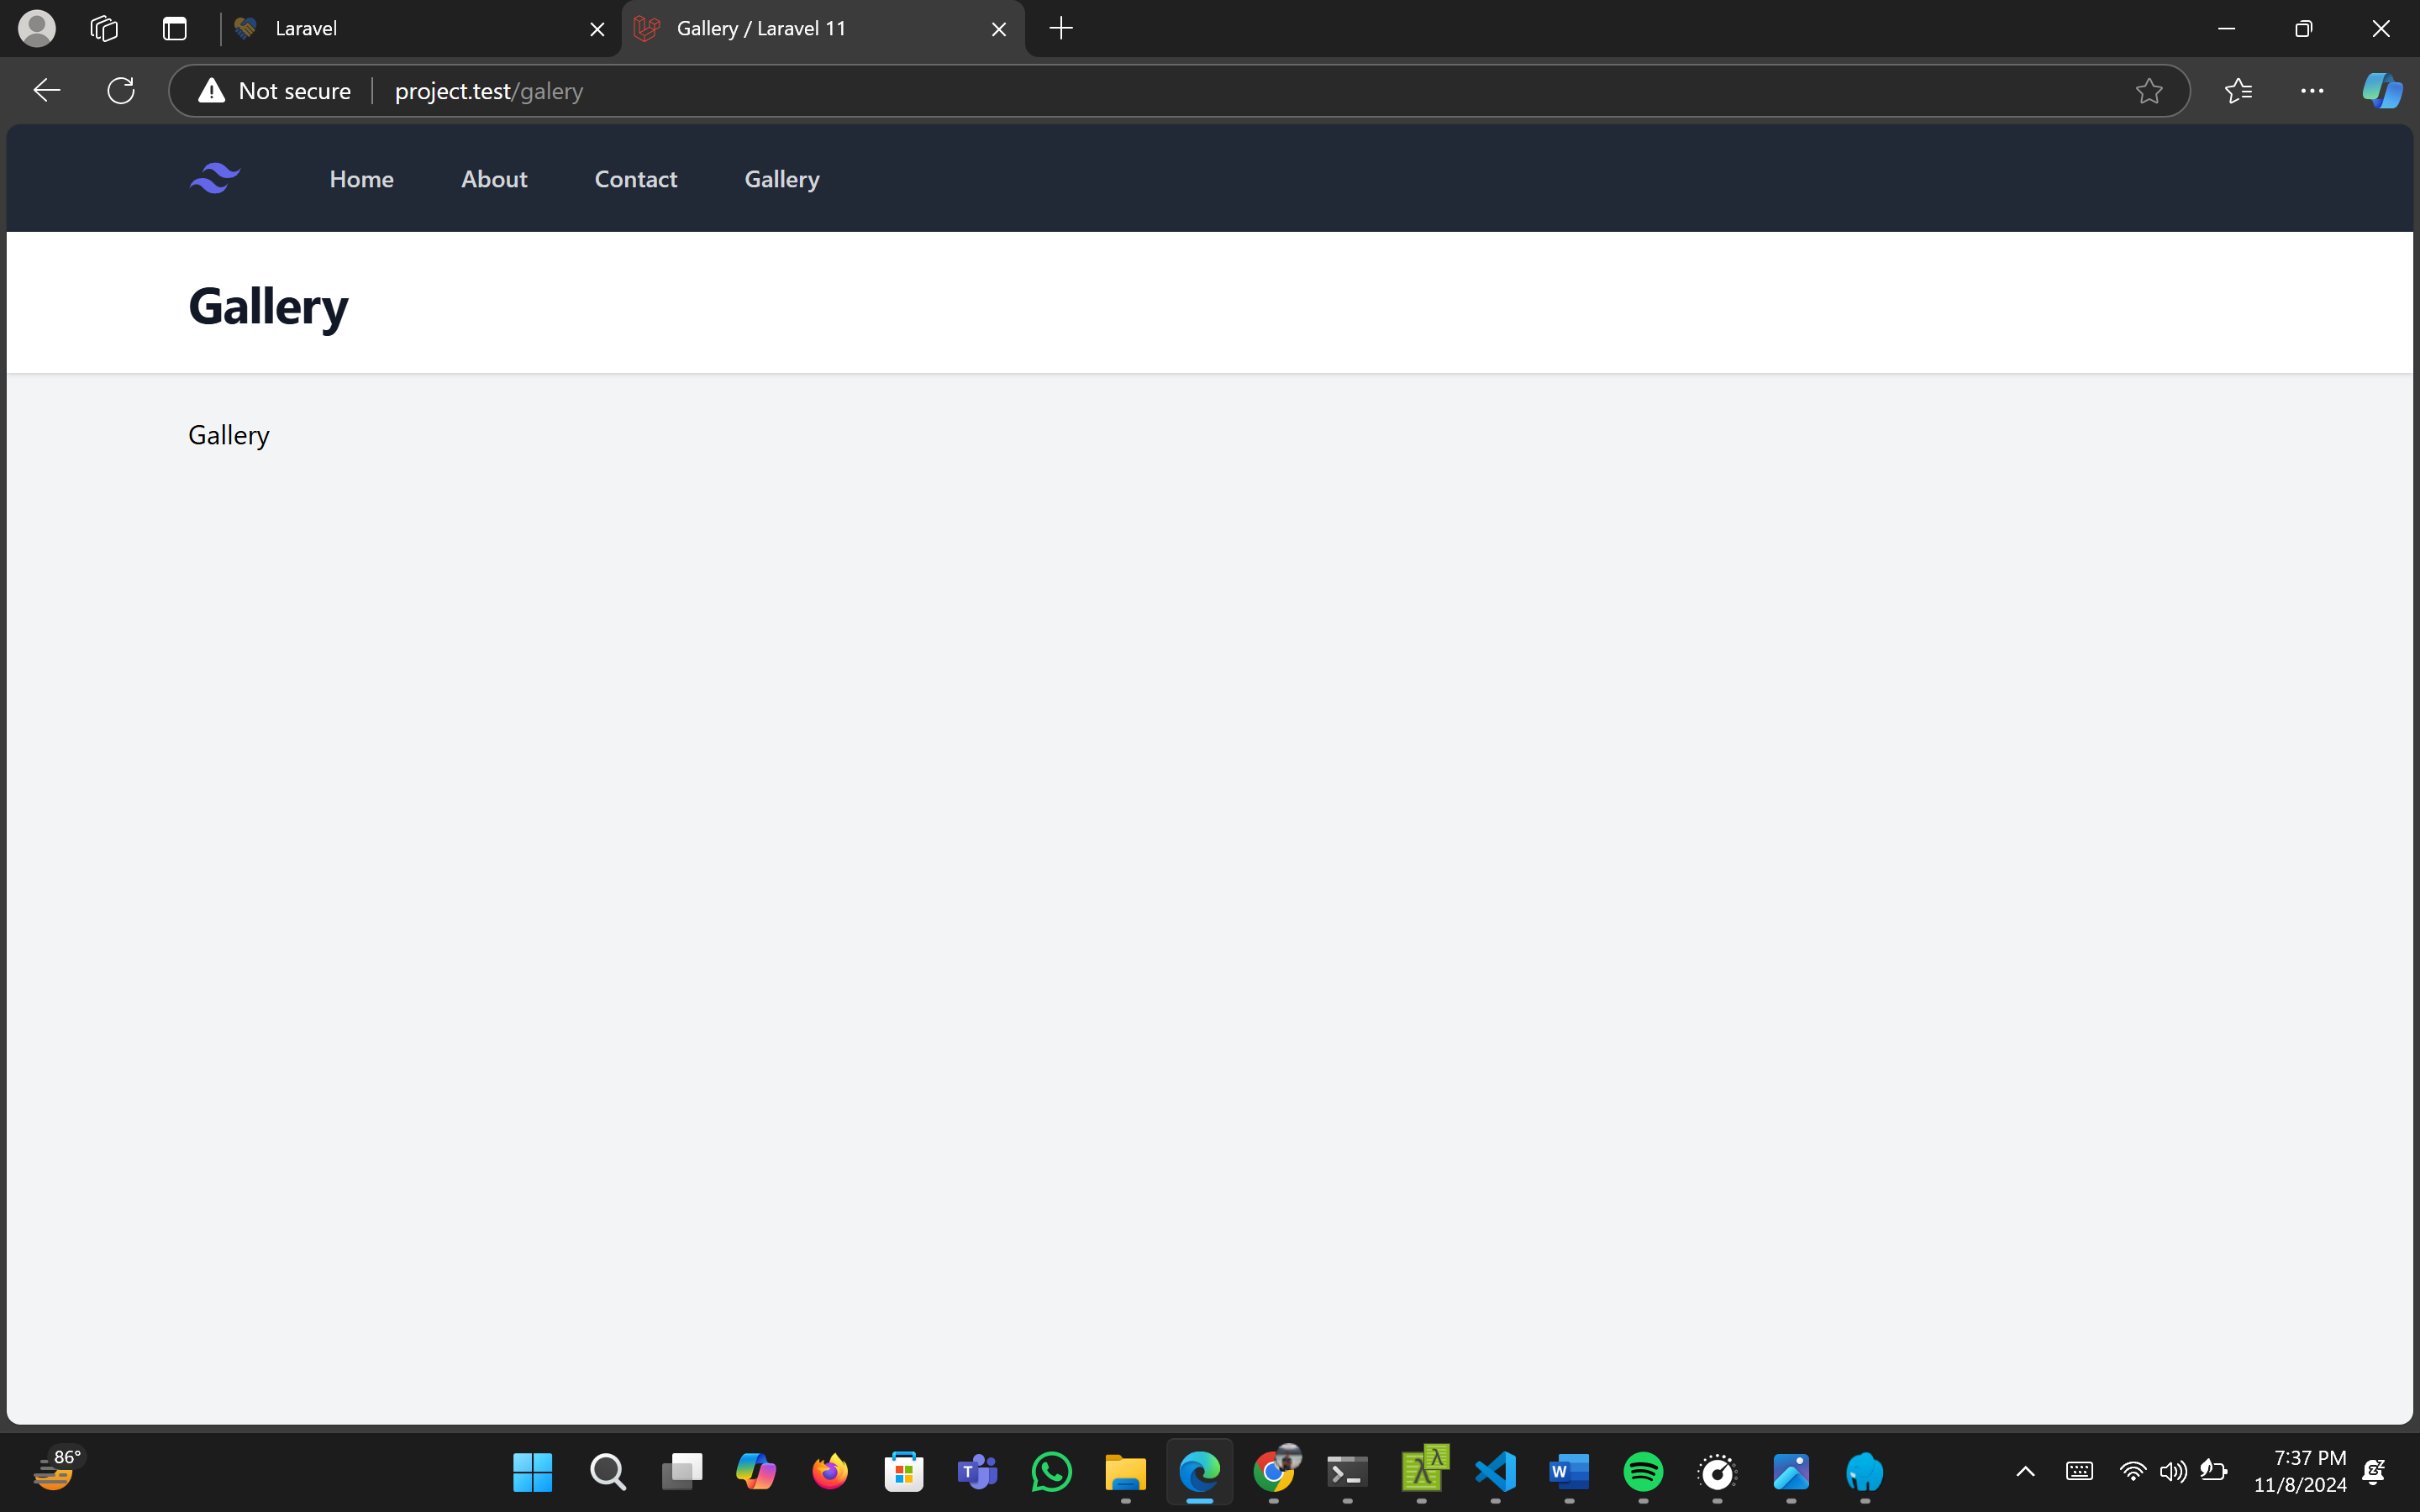 Laravel
Gallery / Laravel 11
Not secure
project.test/galery
Home
About
Contact
Gallery
Gallery
Gallery
86°
7:37 PM
11/8/2024